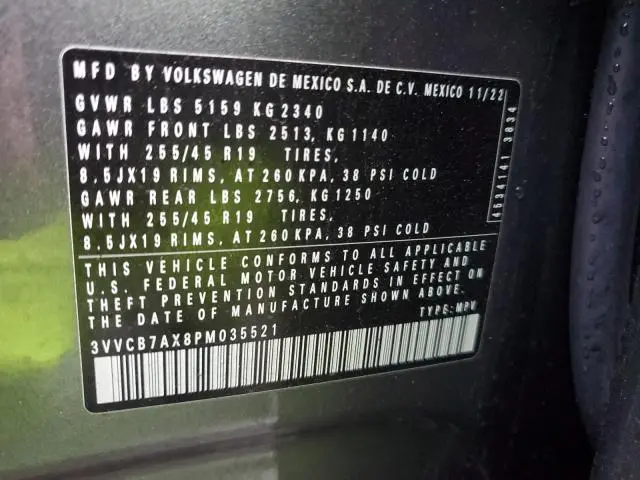 MFD BY VOLKSWAGEN DE MEXICO S.A. DE C.V. MEXICO 11/22
GVWR LBS 5159 KG 2340
GAWR FRONT LBS 2513, KG 1140
WITH 255/45 R19 TIRES,
8,5JX19 RIMS, AT 260 KPA, 38 PSI COLD
GAWR REAR LBS 2756, KG 1250
WITH 255/45 R19 TIRES,
8,5JX19 RIMS, AT 260 KPA, 38 PSI COLD
THIS VEHICLE CONFORMS TO ALL APPLICABLE
U.S. FEDERAL MOTOR VEHICLE SAFETY AND
THEFT PREVENTION STANDARDS IN EFFECT ON
THE DATE OF MANUFACTURE SHOWN ABOVE.
3VVCB7AX8PM035521 TYPE: MPV
4534141 3834